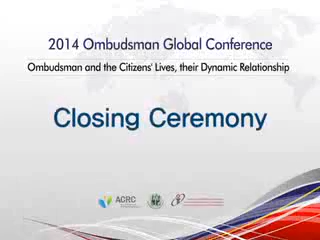 2014 Ombudsman Global Conference
Ombudsman and the Citizens' Lives, their Dynamic Relationship
Closing Ceremony
ACRC